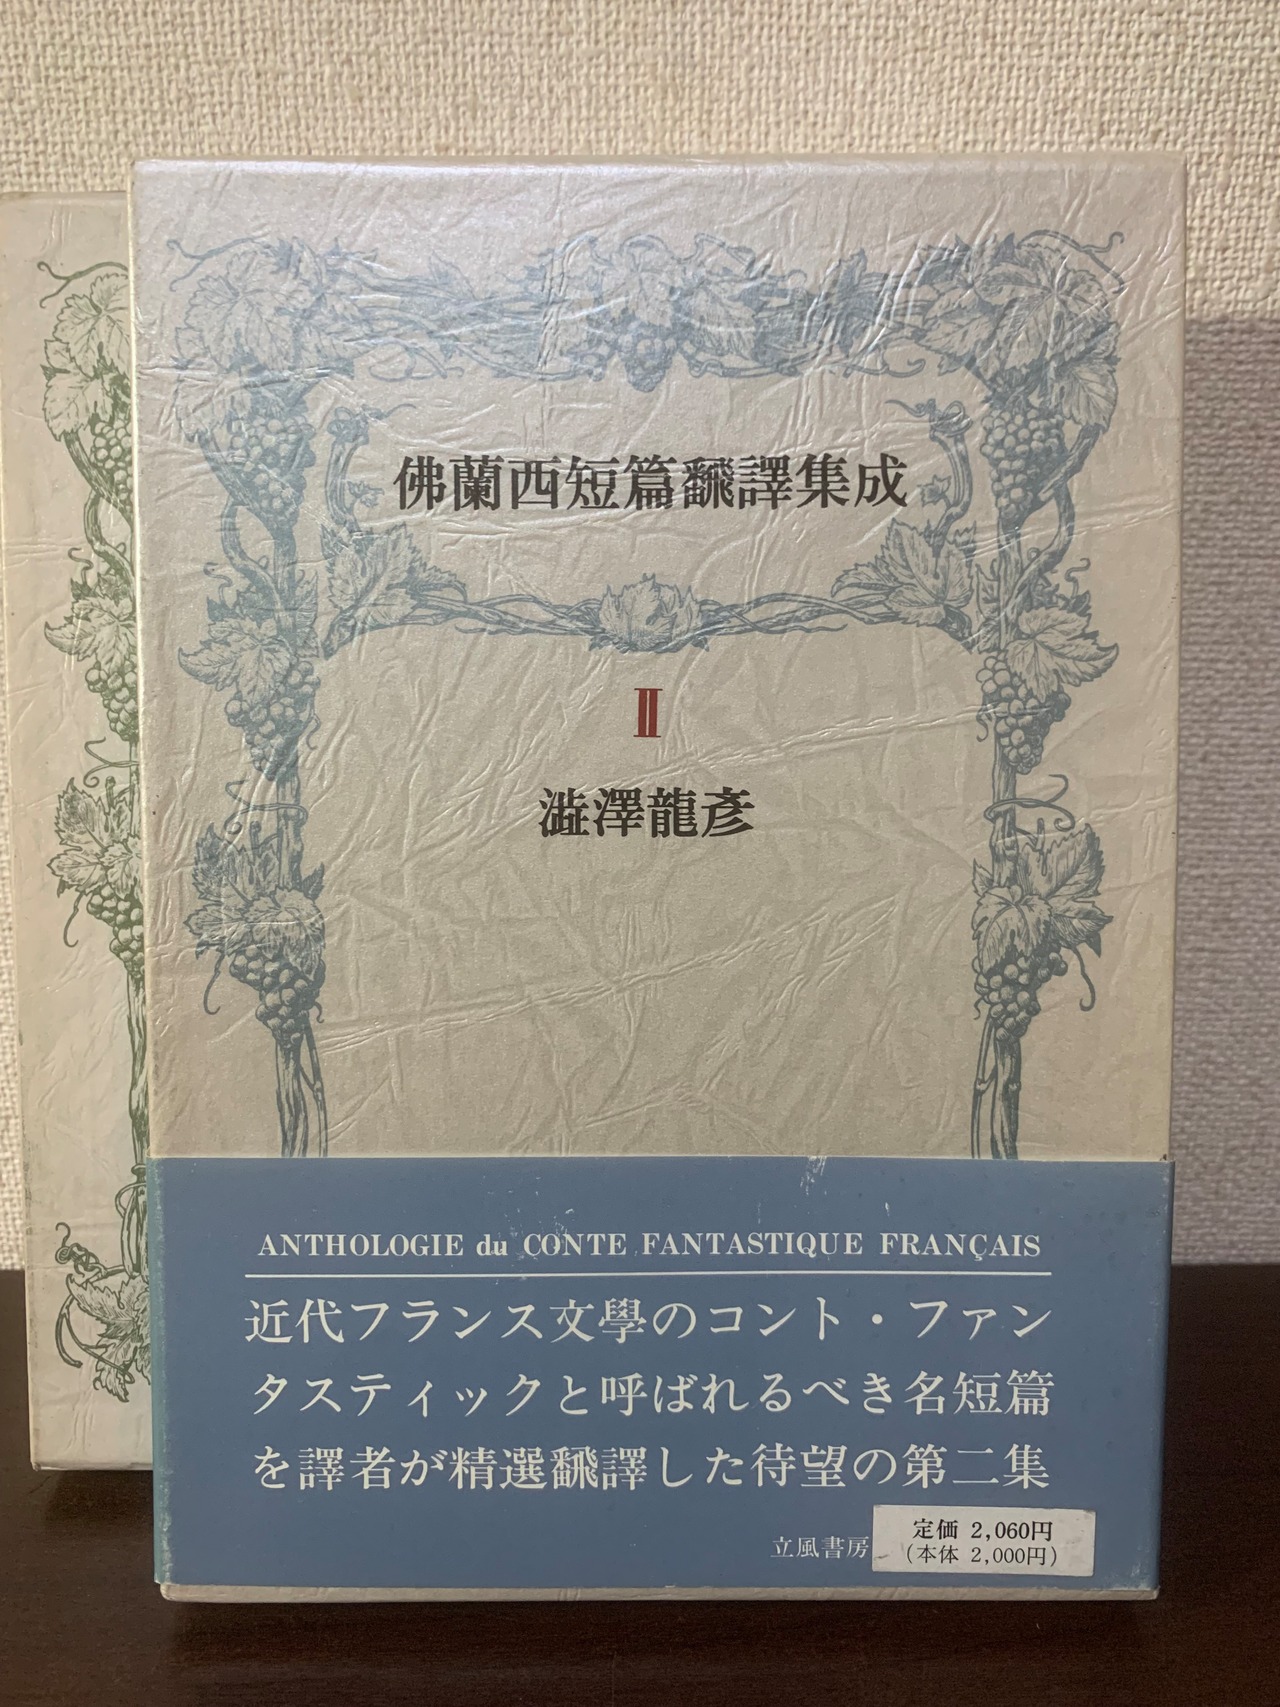 佛蘭西短篇飜譯集成
Ⅱ
澁澤龍彥
ANTHOLOGIE du CONTE FANTASTIQUE FRANÇAIS
近代フランス文學のコント・ファン
タスティックと呼ばれるべき名短篇
を譯者が精選飜譯した待望の第二集
立風書房
定価 2,060円
(本体 2,000円)